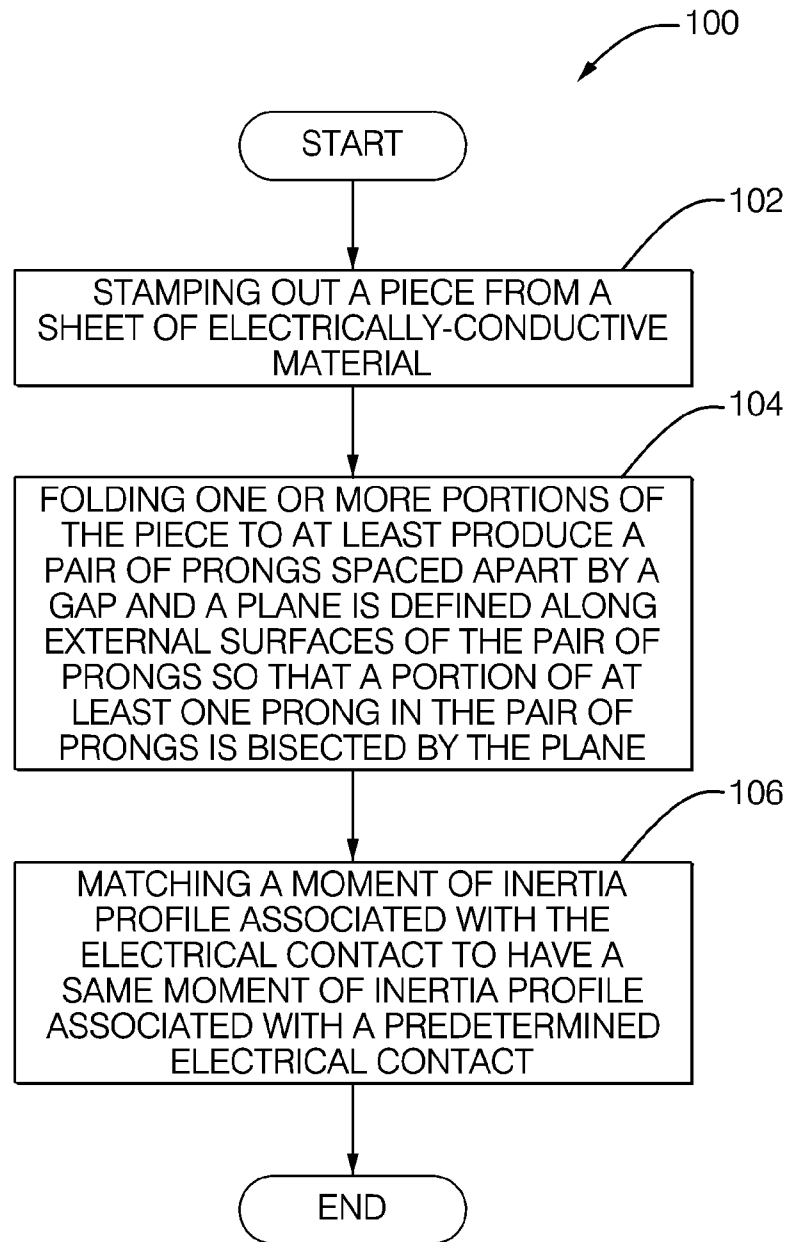 100
START
102
STAMPING OUT A PIECE FROM A
SHEET OF ELECTRICALLY-CONDUCTIVE
MATERIAL
104
FOLDING ONE OR MORE PORTIONS OF
THE PIECE TO AT LEAST PRODUCE A
PAIR OF PRONGS SPACED APART BY A
GAP AND A PLANE IS DEFINED ALONG
EXTERNAL SURFACES OF THE PAIR OF
PRONGS SO THAT A PORTION OF AT
LEAST ONE PRONG IN THE PAIR OF
PRONGS IS BISECTED BY THE PLANE
106
MATCHING A MOMENT OF INERTIA
PROFILE ASSOCIATED WITH THE
ELECTRICAL CONTACT TO HAVE A
SAME MOMENT OF INERTIA PROFILE
ASSOCIATED WITH A PREDETERMINED
ELECTRICAL CONTACT
END